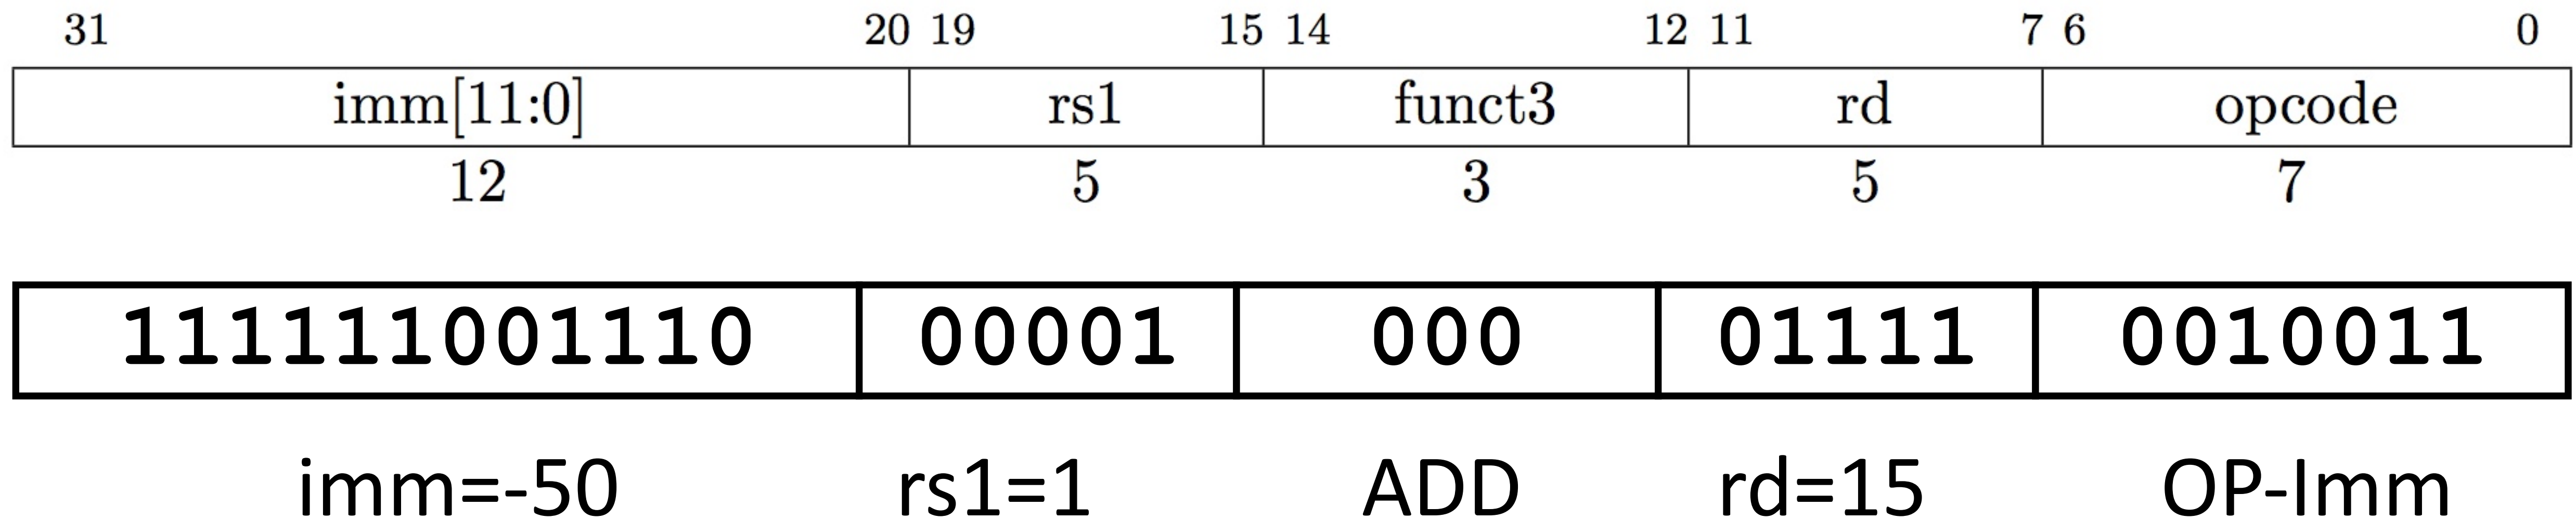 31 20 19 15 14 12 11 7 6 0
imm[11:0] rs1 funct3 rd opcode
12 5 3 5 7
111111001110 00001 000 01111 0010011
imm=-50 rs1=1 ADD rd=15 OP-Imm